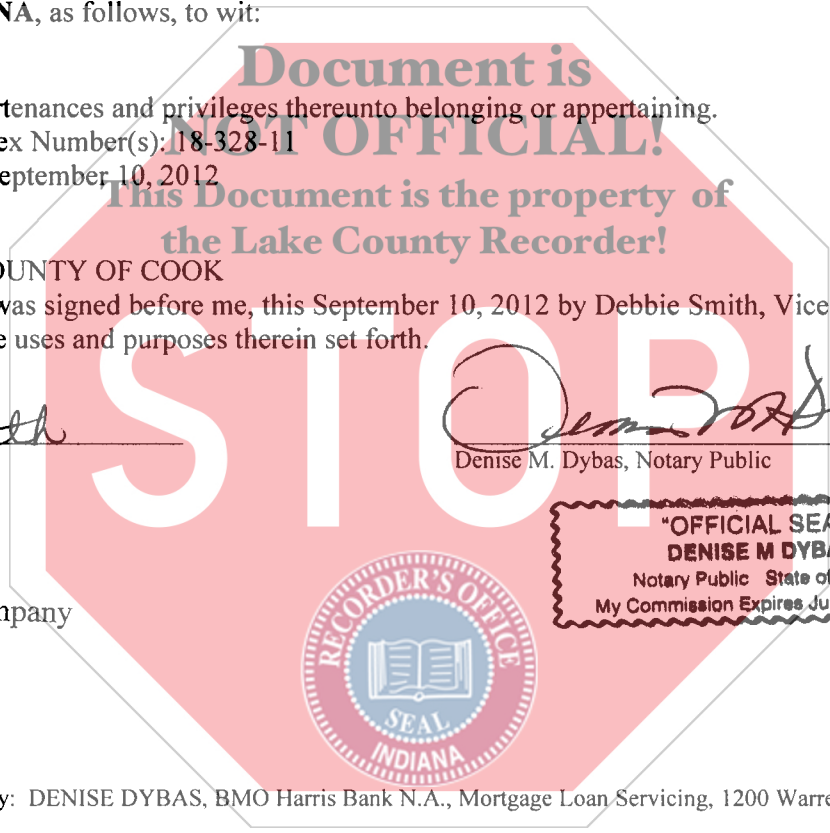 NA, as follows, to wit:
Document is
rtenances and privileges thereunto belonging or appertaining.
ex Number(s): 18-328-11
NOT OFFICIAL!
eptember 10, 2012
This Document is the property of
the Lake County Recorder!
OUNTY OF COOK
was signed before me, this September 10, 2012 by Debbie Smith, Vice
e uses and purposes therein set forth.
STOP
Denise M. Dybas, Notary Public
"OFFICIAL SEA
DENISE M DYBA
Notary Public State of
My Commission Expires Ju
mpany
RECORDER'S OFFICE
SEAL
INDIANA
y: DENISE DYBAS, BMO Harris Bank N.A., Mortgage Loan Servicing, 1200 Warre